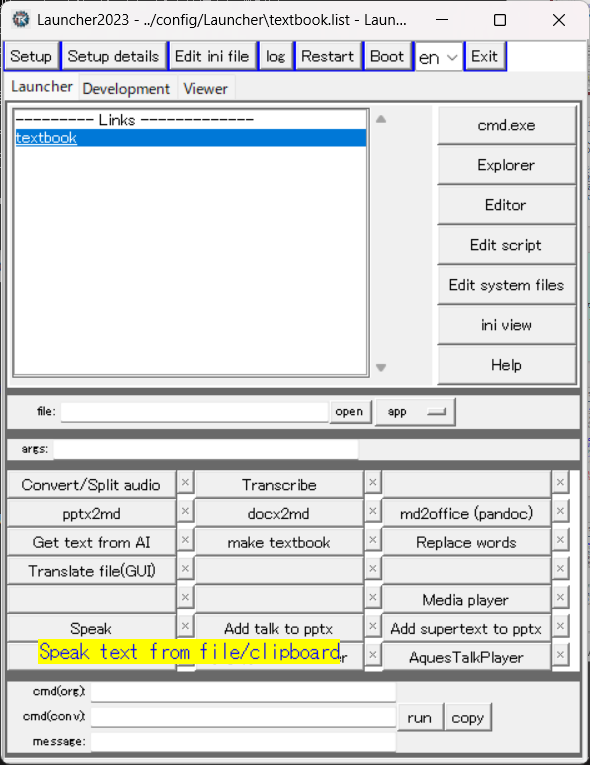 Launcher2023 - ../config/Launcher\textbook.list - Laun...
Setup Setup details Edit ini file log Restart Boot en Exit
Launcher Development Viewer
--------- Links -------------
textbook
cmd.exe
Explorer
Editor
Edit script
Edit system files
ini view
Help
file: open app
args:
Convert/Split audio × Transcribe × ×
pptx2md × docx2md × md2office (pandoc) ×
Get text from AI × make textbook × Replace words ×
Translate file(GUI) × × ×
× × Media player ×
Speak × Add talk to pptx × Add supertext to pptx ×
Speak text from file/clipboard × AquesTalkPlayer ×
cmd(org):
cmd(conv): run copy
message: